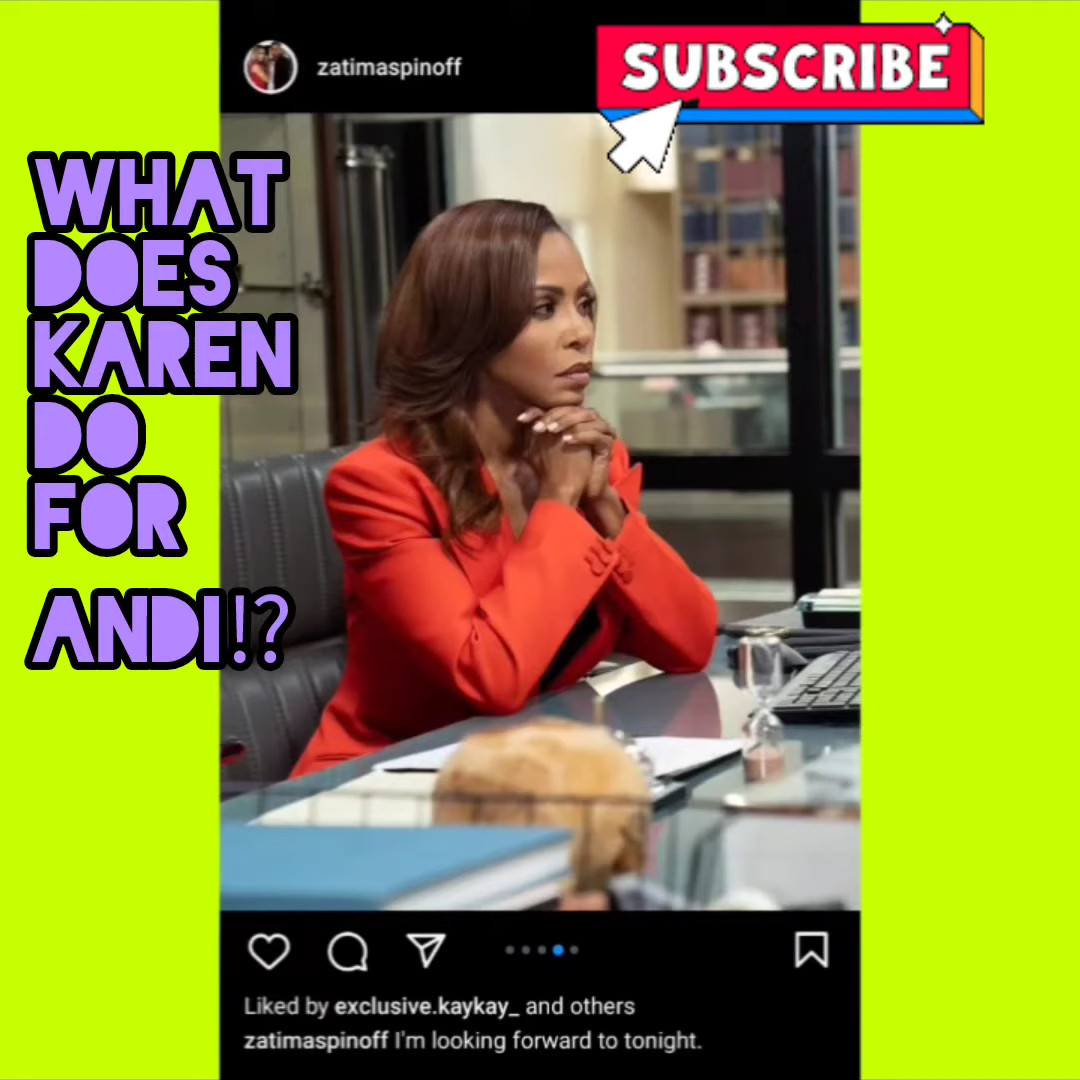 zatimaspinoff
SUBSCRIBE
WHAT
DOES
KAREN
DO
FOR
ANDI!?
Liked by exclusive.kaykay_ and others
zatimaspinoff I'm looking forward to tonight.